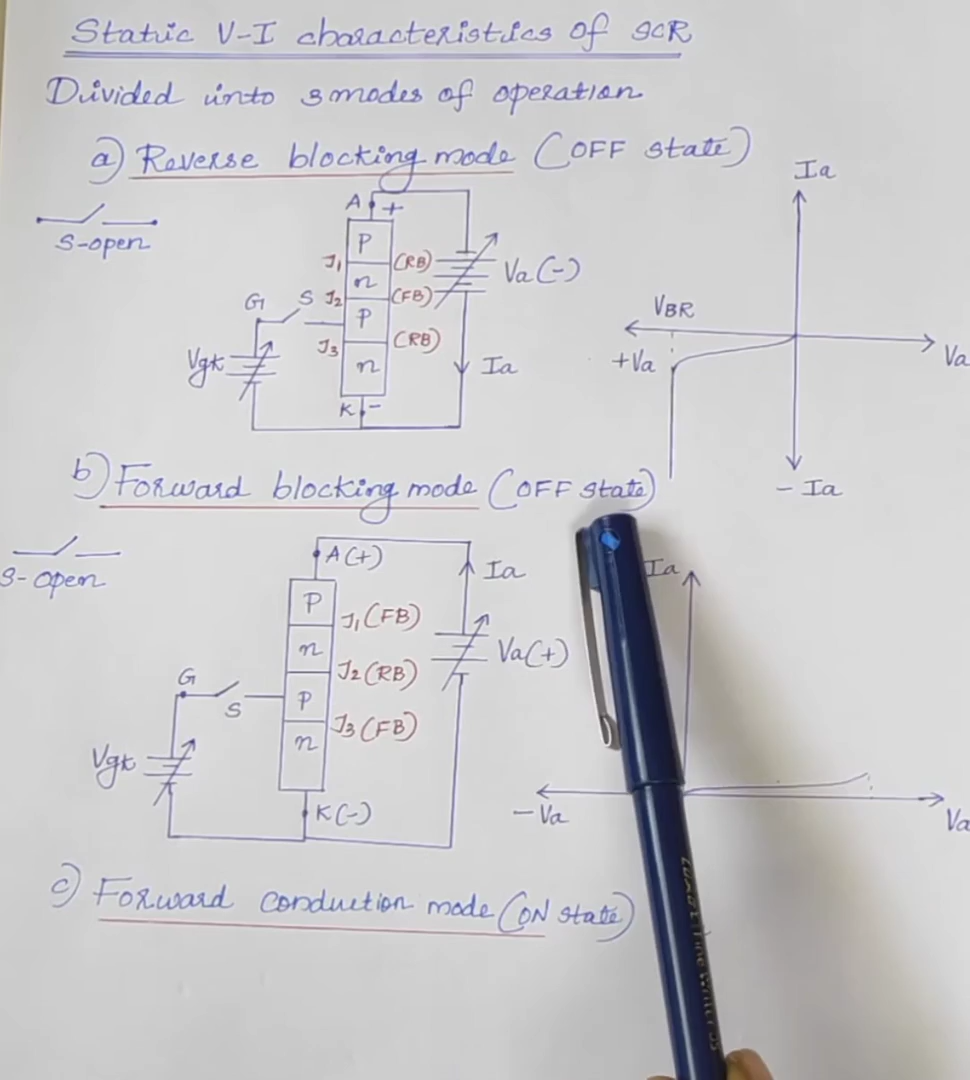 Static V-I characteristics of SCR
Divided into 3 modes of operation
a) Reverse blocking mode (OFF state)
Ia
A +
S-open
P
J1 (RB)
n
Va(-)
G S J2 (FB)
P
VBR
J3 (RB)
Vgk
n
Ia
+Va
Va
K -
- Ia
b) Forward blocking mode (OFF state)
S-open
A(+)
Ia
Ia
P
J1(FB)
n
Va(+)
J2(RB)
G
S
P
J3(FB)
n
Vgk
K(-)
-Va
Va
c) Forward conduction mode (ON state)